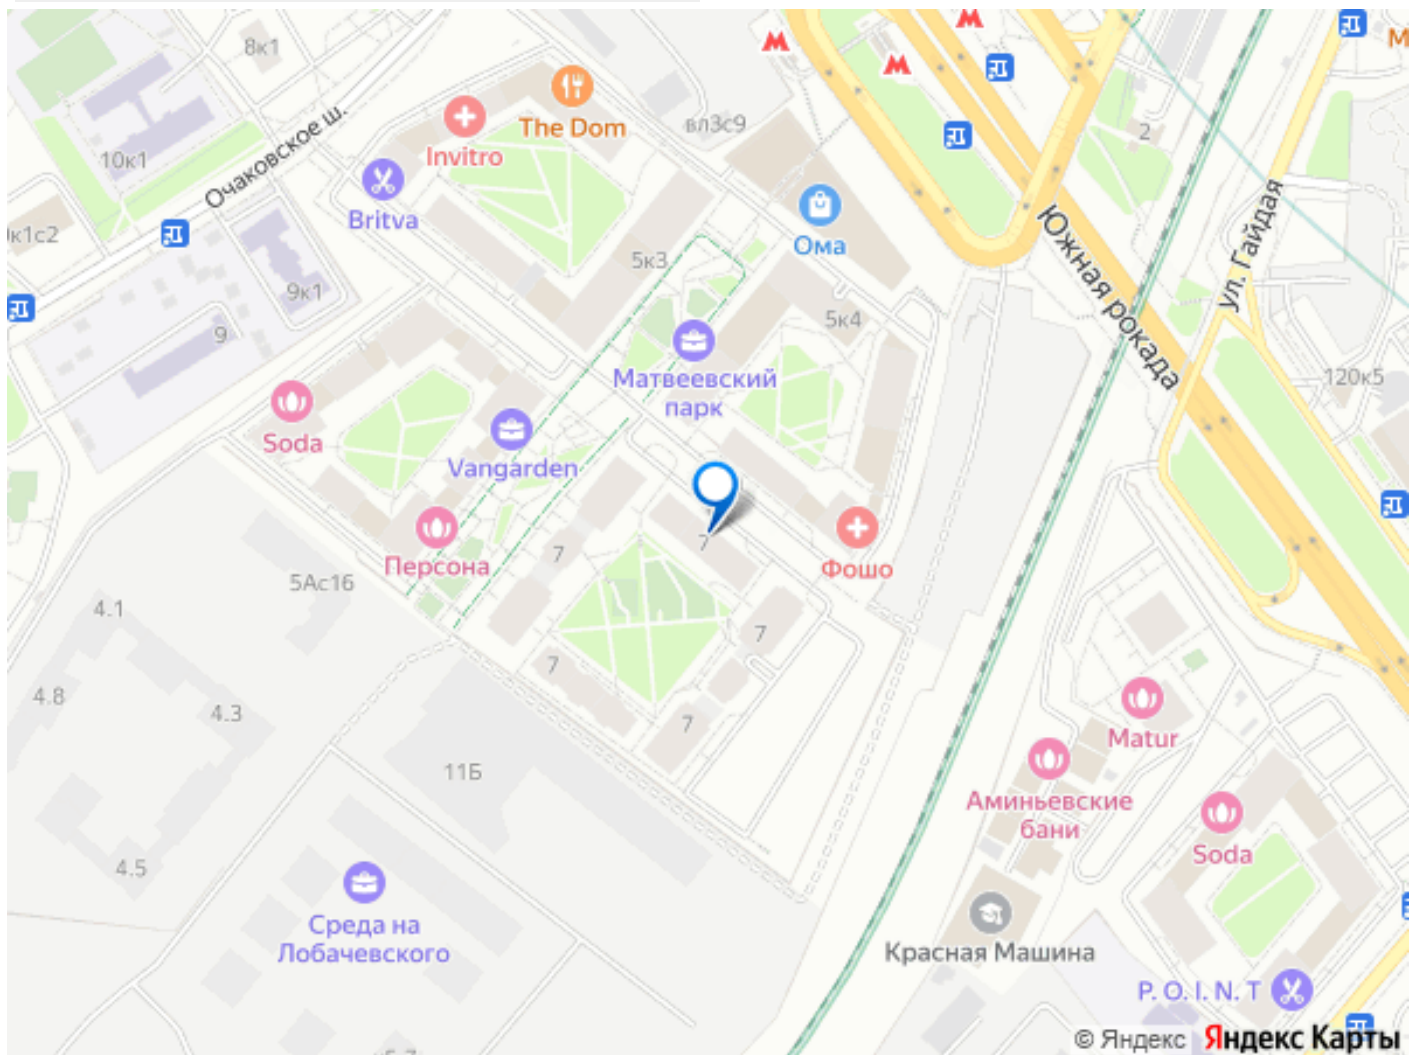 8к1
The Dom
вл3с9
2
10к1
Очаковское ш.
Invitro
Britva
Ома
Южная рокада
ул. Гайдая
5к3
9к1
9
5к4
Матвеевский
парк
120к5
Soda
Vangarden
Персона
7
7
Фошо
5Ас16
4.1
7
7
4.8
4.3
7
Matur
11Б
Аминьевские
бани
Soda
4.5
Среда на
Лобачевского
Красная Машина
P. O. I. N. T
© Яндекс Яндекс Карты